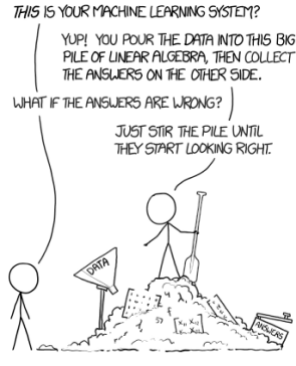 THIS IS YOUR MACHINE LEARNING SYSTEM?
YUP! YOU POUR THE DATA INTO THIS BIG
PILE OF LINEAR ALGEBRA, THEN COLLECT
THE ANSWERS ON THE OTHER SIDE.
WHAT IF THE ANSWERS ARE WRONG?
JUST STIR THE PILE UNTIL
THEY START LOOKING RIGHT.
DATA
ANSWERS